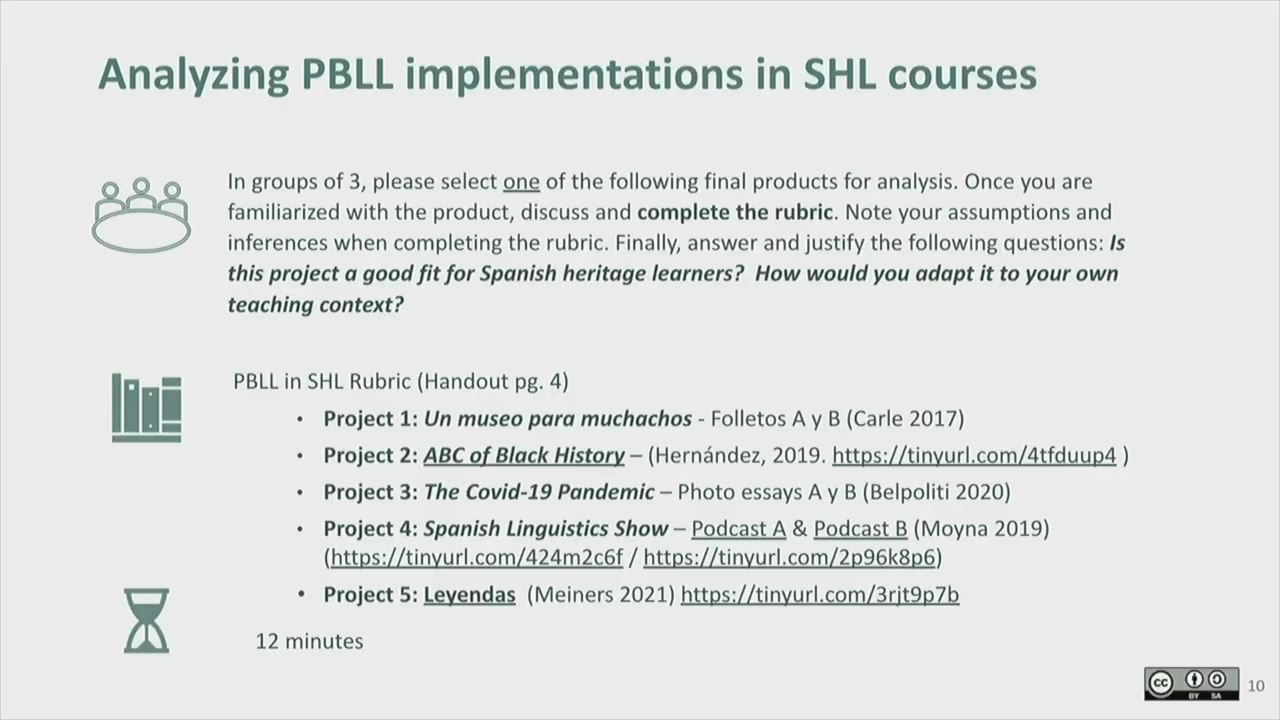 Analyzing PBLL implementations in SHL courses
In groups of 3, please select one of the following final products for analysis. Once you are
familiarized with the product, discuss and complete the rubric. Note your assumptions and
inferences when completing the rubric. Finally, answer and justify the following questions: Is
this project a good fit for Spanish heritage learners? How would you adapt it to your own
teaching context?
PBLL in SHL Rubric (Handout pg. 4)
• Project 1: Un museo para muchachos - Folletos A y B (Carle 2017)
• Project 2: ABC of Black History – (Hernández, 2019. https://tinyurl.com/4tfduup4 )
• Project 3: The Covid-19 Pandemic – Photo essays A y B (Belpoliti 2020)
• Project 4: Spanish Linguistics Show – Podcast A & Podcast B (Moyna 2019)
(https://tinyurl.com/424m2c6f / https://tinyurl.com/2p96k8p6)
• Project 5: Leyendas (Meiners 2021) https://tinyurl.com/3rjt9p7b
12 minutes
cc BY SA
10